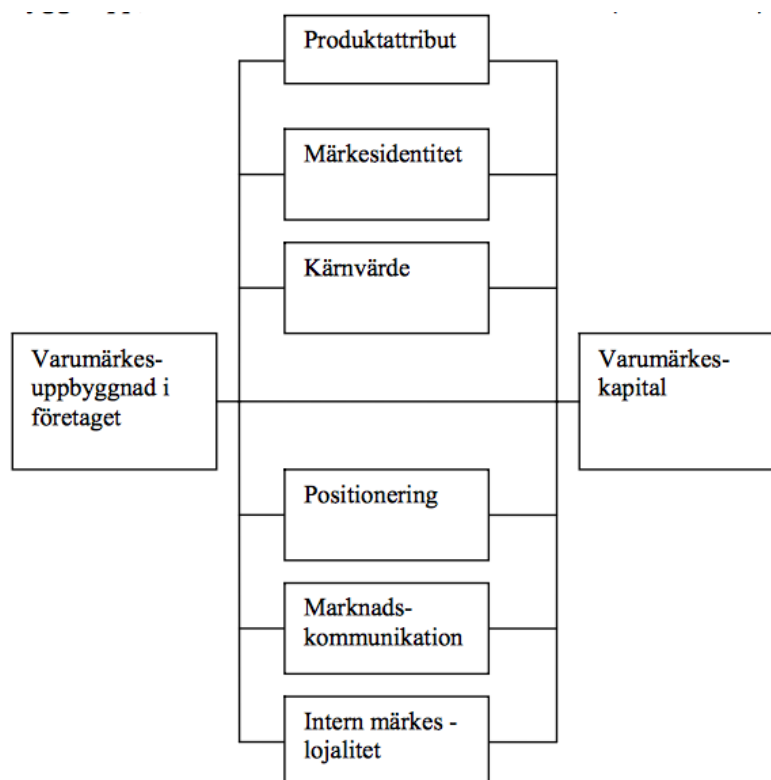 Produktattribut
Märkesidentitet
Kärnvärde
Varumärkes-
uppbyggnad i
företaget
Varumärkes-
kapital
Positionering
Marknads-
kommunikation
Intern märkes -
lojalitet